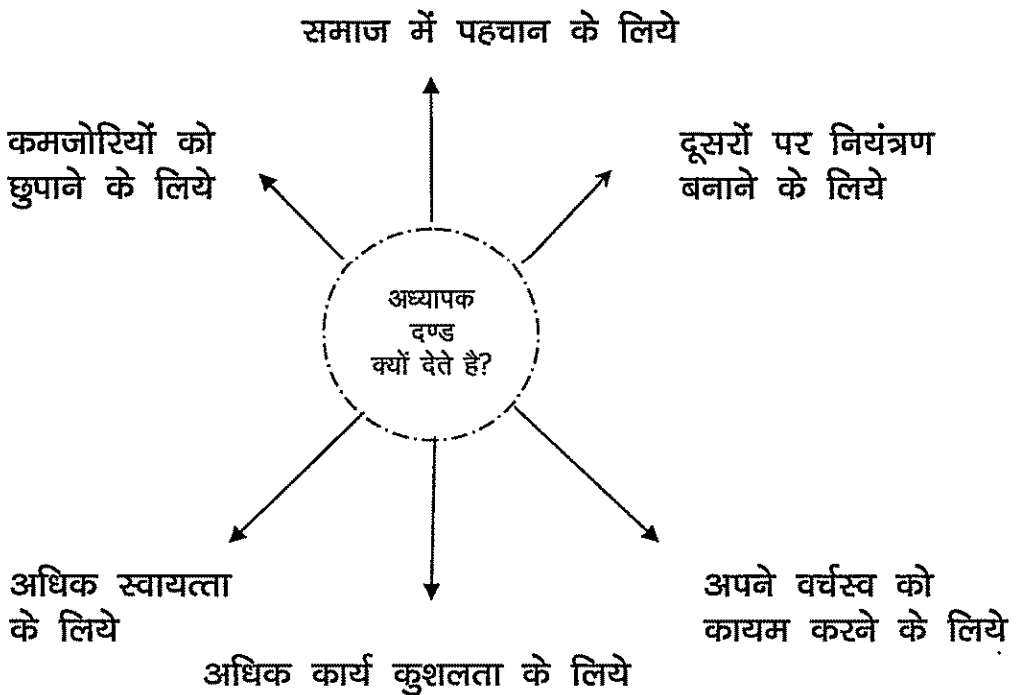 समाज में पहचान के लिये
कमजोरियों को
छुपाने के लिये
दूसरों पर नियंत्रण
बनाने के लिये
अध्यापक
दण्ड
क्यों देते है?
अधिक स्वायत्ता
के लिये
अपने वर्चस्व को
कायम करने के लिये
अधिक कार्य कुशलता के लिये